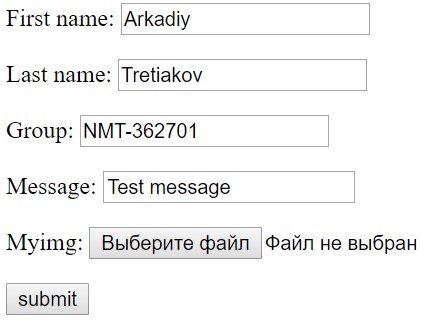 First name: Arkadiy
Last name: Tretiakov
Group: NMT-362701
Message: Test message
Myimg: Выберите файл Файл не выбран
submit